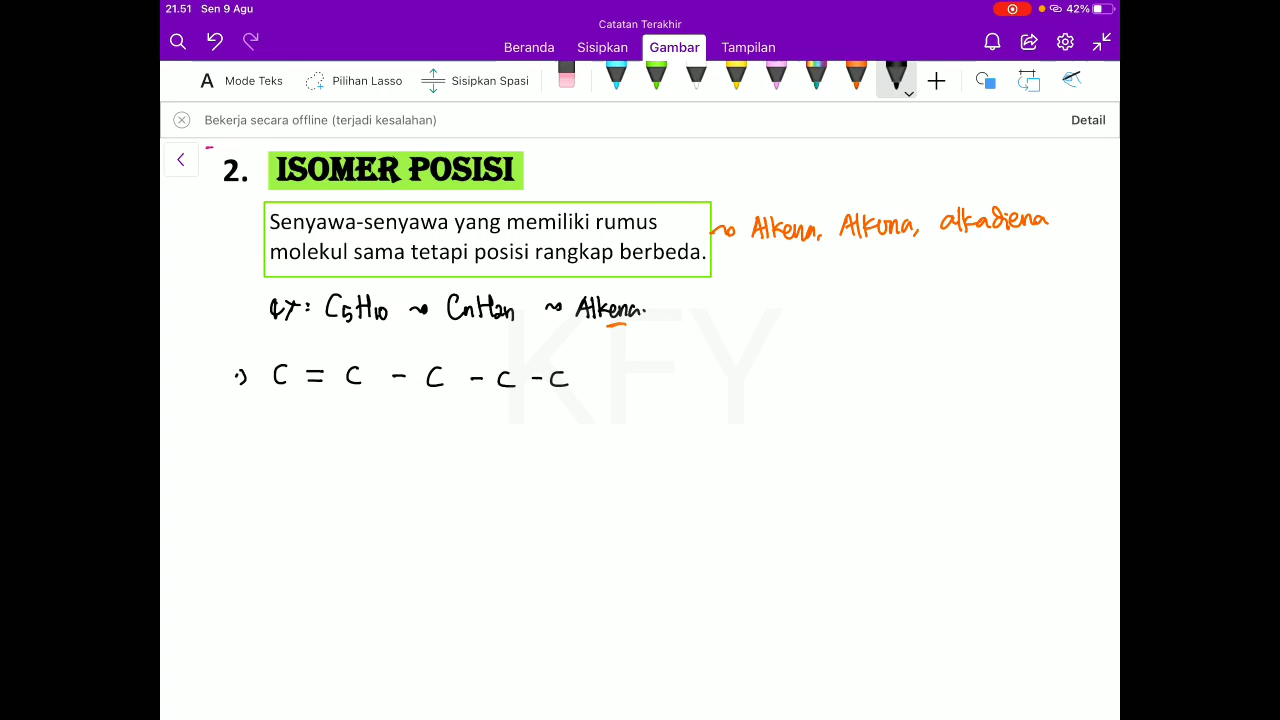 21.51 Sen 9 Agu
42%
Catatan Terakhir
Beranda Sisipkan Gambar Tampilan
A Mode Teks Pilihan Lasso Sisipkan Spasi
Bekerja secara offline (terjadi kesalahan) Detail
2. ISOMER POSISI
Senyawa-senyawa yang memiliki rumus
molekul sama tetapi posisi rangkap berbeda.
~ Alkena, Alkuna, alkadiena
C5H10 ~ CnH2n ~ Alkena.
C = C - C - C - C
KFY